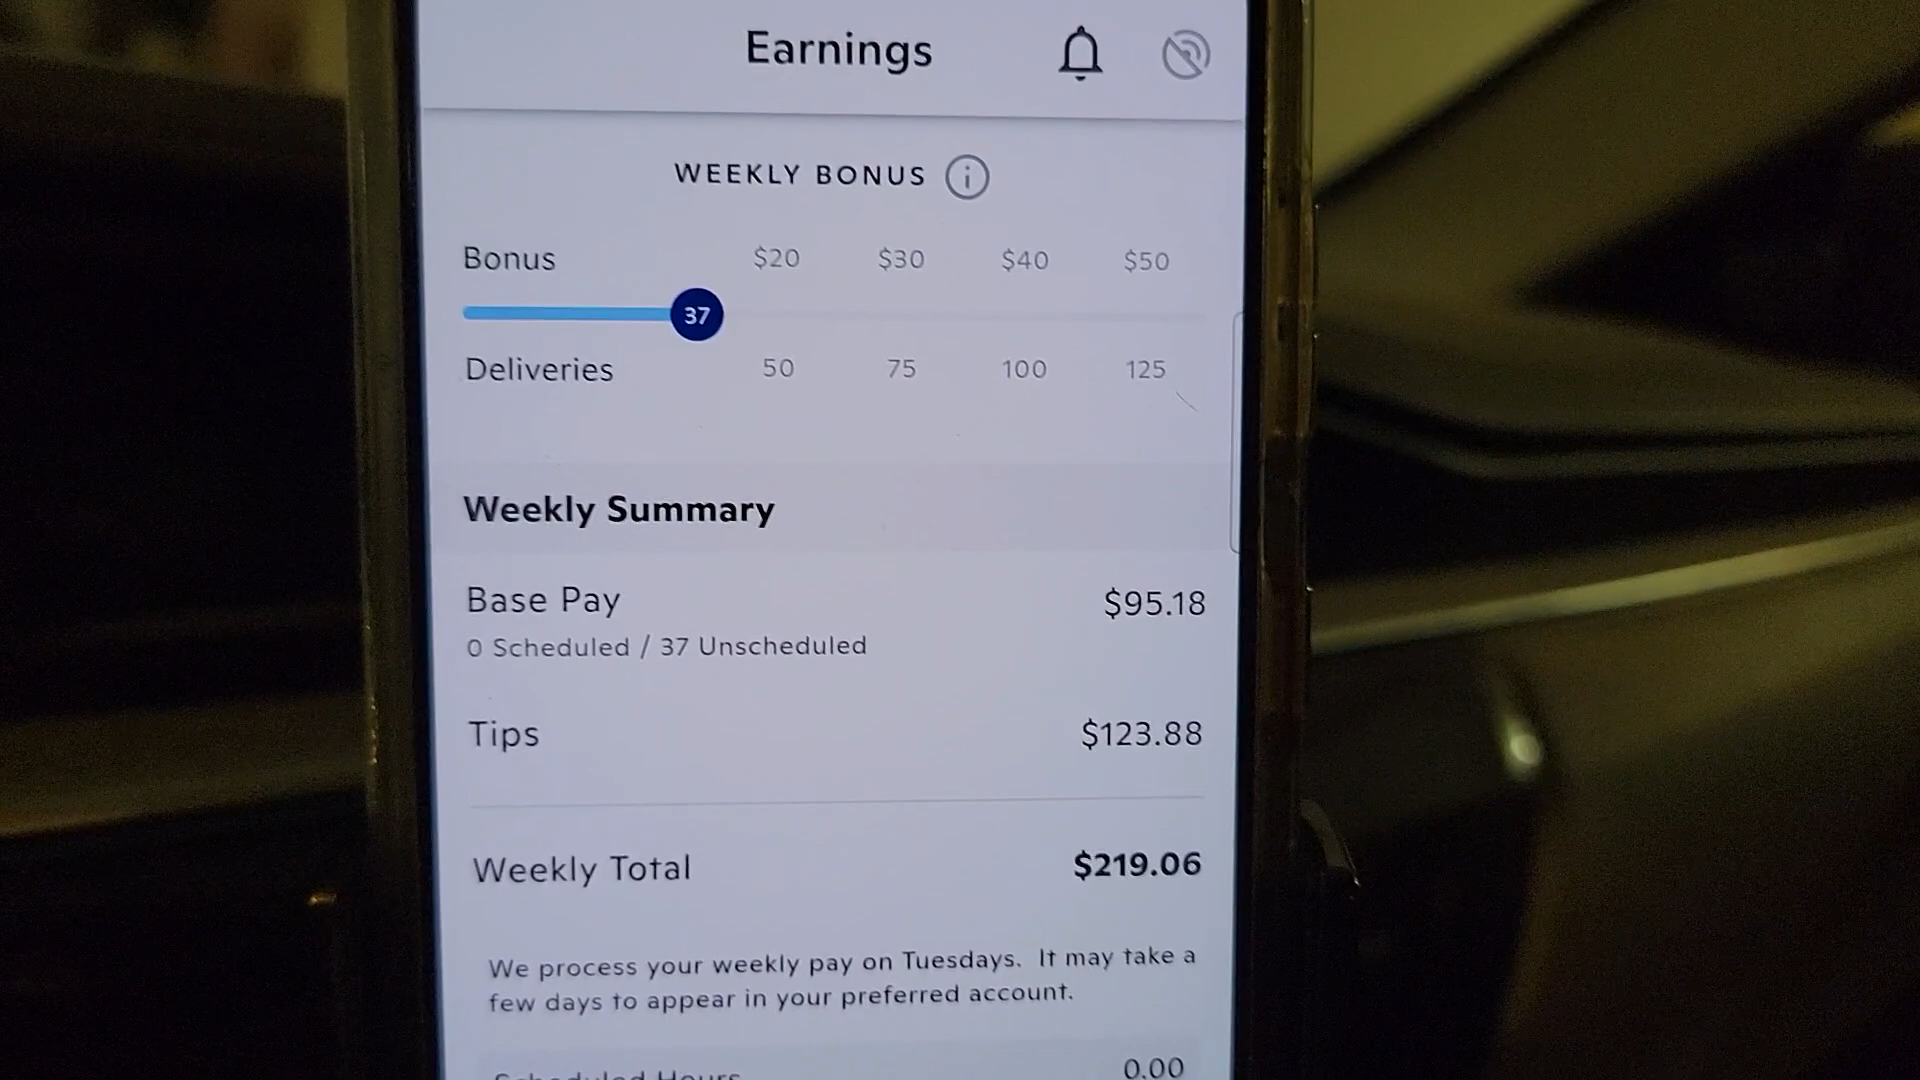 Earnings
WEEKLY BONUS
Bonus $20 $30 $40 $50
37
Deliveries 50 75 100 125
Weekly Summary
Base Pay $95.18
0 Scheduled / 37 Unscheduled
Tips $123.88
Weekly Total $219.06
We process your weekly pay on Tuesdays. It may take a
few days to appear in your preferred account.
Scheduled Hours 0.00